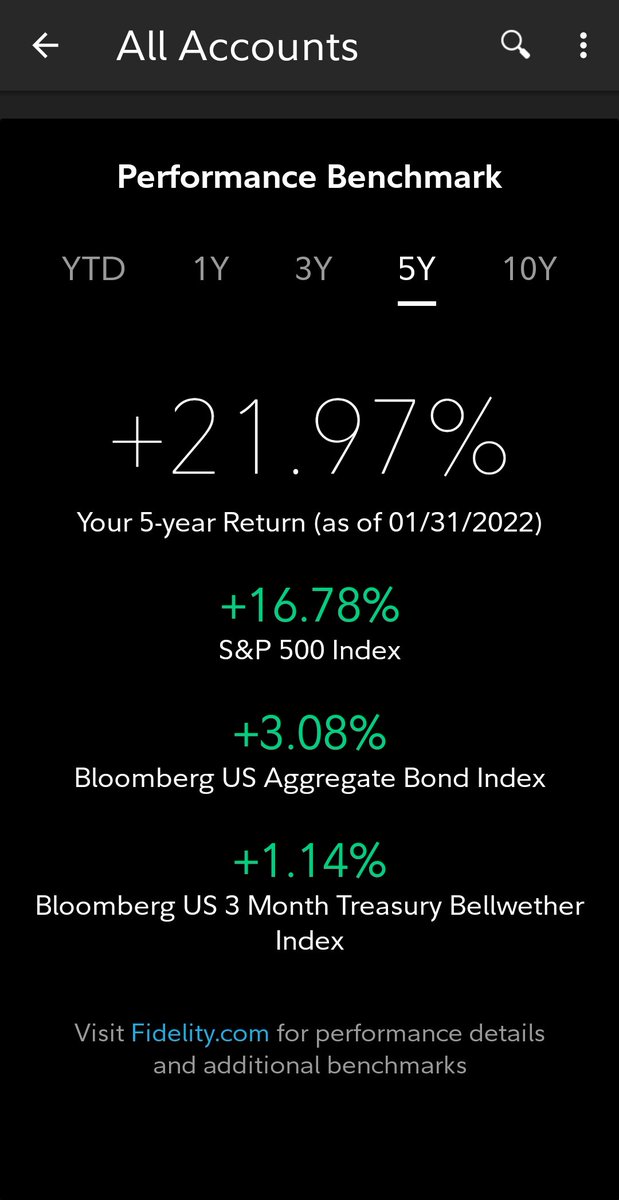 All Accounts
Performance Benchmark
YTD 1Y 3Y 5Y 10Y
+21.97%
Your 5-year Return (as of 01/31/2022)
+16.78%
S&P 500 Index
+3.08%
Bloomberg US Aggregate Bond Index
+1.14%
Bloomberg US 3 Month Treasury Bellwether
Index
Visit Fidelity.com for performance details
and additional benchmarks